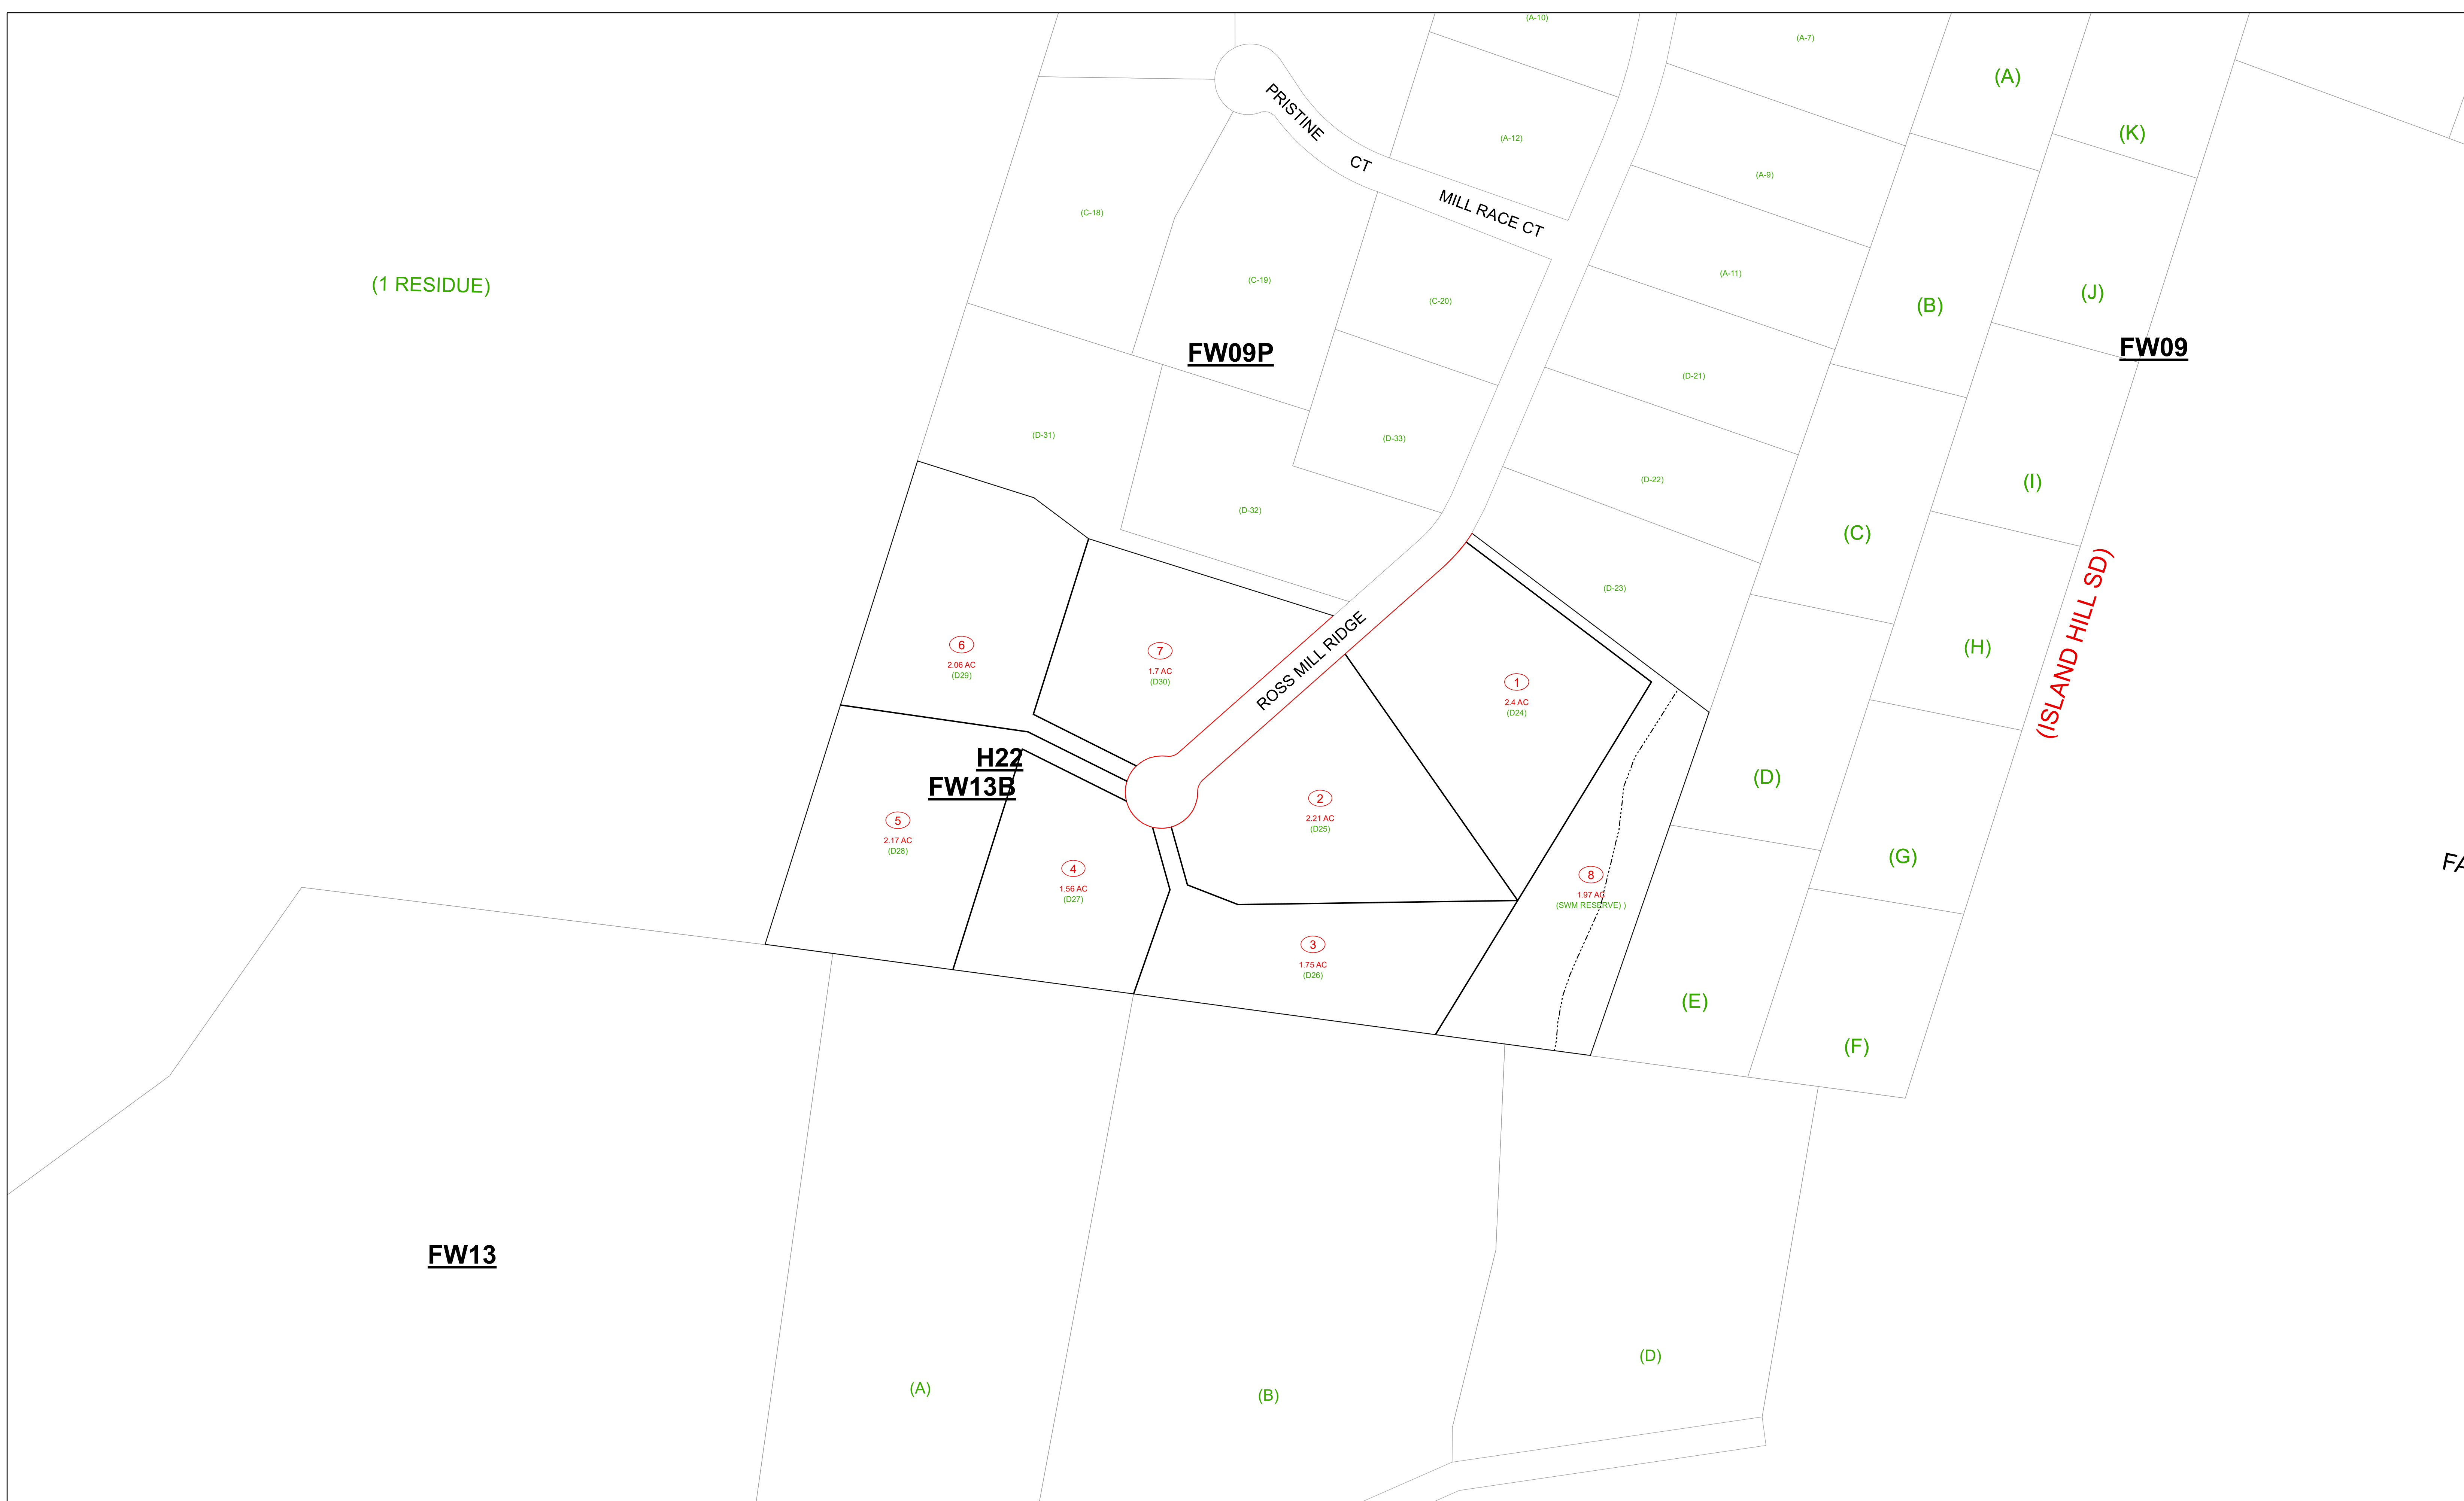 (A-10)
(A-7)
(A)
(K)
PRISTINE
CT
(A-12)
MILL RACE CT
(A-9)
(C-18)
(1 RESIDUE)
(C-19)
(C-20)
(A-11)
(B)
(J)
FW09P
FW09
(D-21)
(D-31)
(D-33)
(D-22)
(I)
(D-32)
(C)
(D-23)
(ISLAND HILL SD)
(H)
6
2.06 AC
(D29)
7
1.7 AC
(D30)
ROSS MILL RIDGE
1
2.4 AC
(D24)
H22
FW13B
(D)
2
2.21 AC
(D25)
5
2.17 AC
(D28)
4
1.56 AC
(D27)
8
1.97 AC
(SWM RESERVE) )
(G)
FA
3
1.75 AC
(D26)
(E)
(F)
FW13
(D)
(A)
(B)